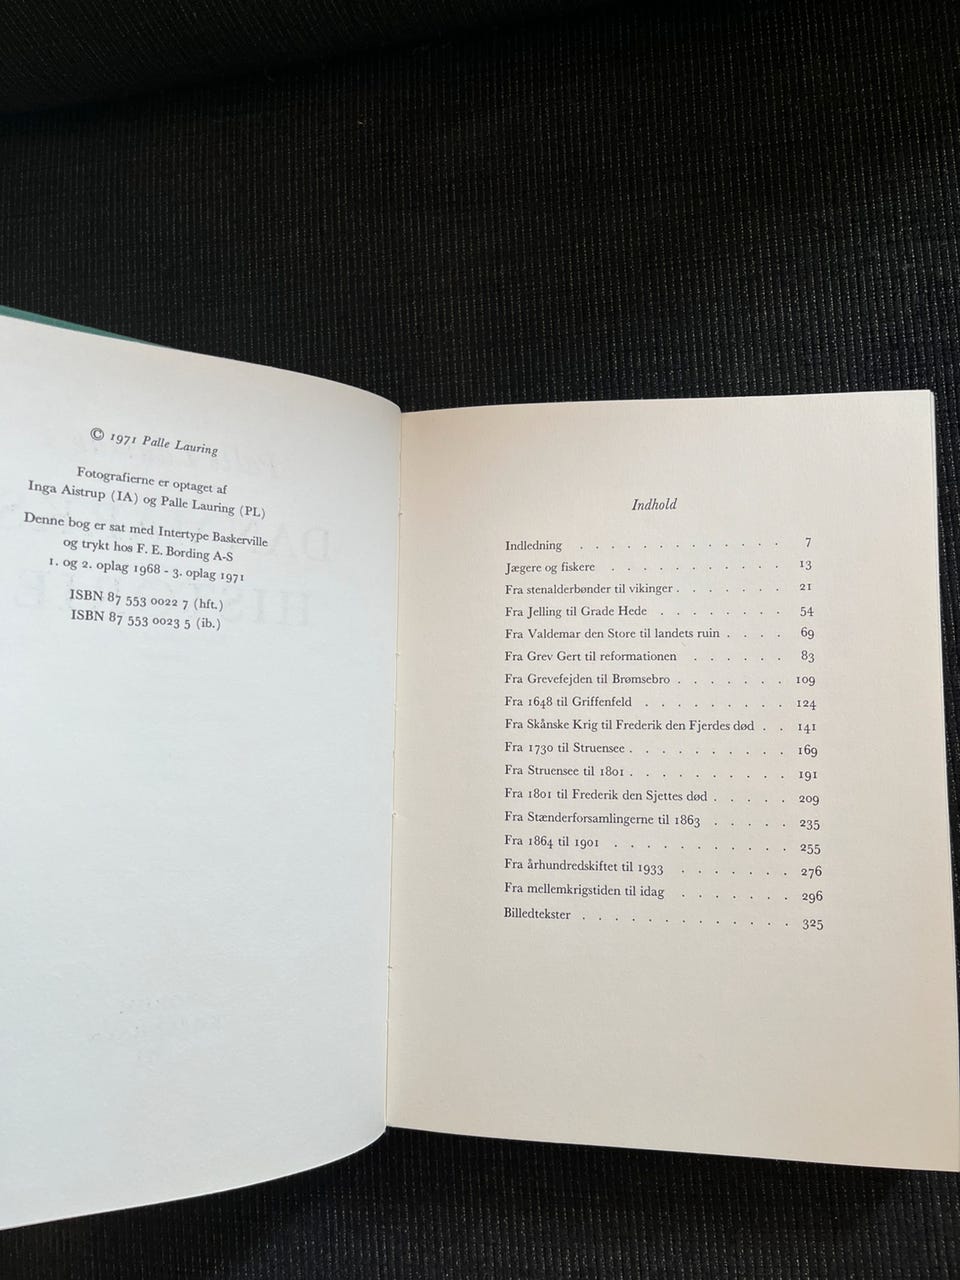 © 1971 Palle Lauring
Fotografierne er optaget af
Inga Aistrup (IA) og Palle Lauring (PL)
Denne bog er sat med Intertype Baskerville
og trykt hos F. E. Bording A-S
1. og 2. oplag 1968 - 3. oplag 1971
ISBN 87 553 0022 7 (hft.)
ISBN 87 553 0023 5 (ib.)
Indhold
Indledning . . . . . . . . . . . . . 7
Jægere og fiskere . . . . . . . . . . . 13
Fra stenalderbønder til vikinger . . . . . . . 21
Fra Jelling til Grade Hede . . . . . . . . 54
Fra Valdemar den Store til landets ruin . . . . 69
Fra Grev Gert til reformationen . . . . . . 83
Fra Grevefejden til Brømsebro . . . . . . . 109
Fra 1648 til Griffenfeld . . . . . . . . . 124
Fra Skånske Krig til Frederik den Fjerdes død . . 141
Fra 1730 til Struensee . . . . . . . . . . 169
Fra Struensee til 1801 . . . . . . . . . . 191
Fra 1801 til Frederik den Sjettes død . . . . . 209
Fra Stænderforsamlingerne til 1863 . . . . . 235
Fra 1864 til 1901 . . . . . . . . . . . 255
Fra århundredskiftet til 1933 . . . . . . . 276
Fra mellemkrigstiden til idag . . . . . . . 296
Billedtekster . . . . . . . . . . . . . 325